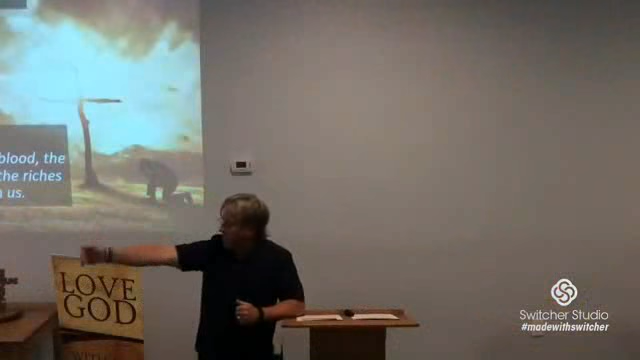 blood, the
the riches
us.
LOVE
GOD
Switcher Studio
#madewithswitcher